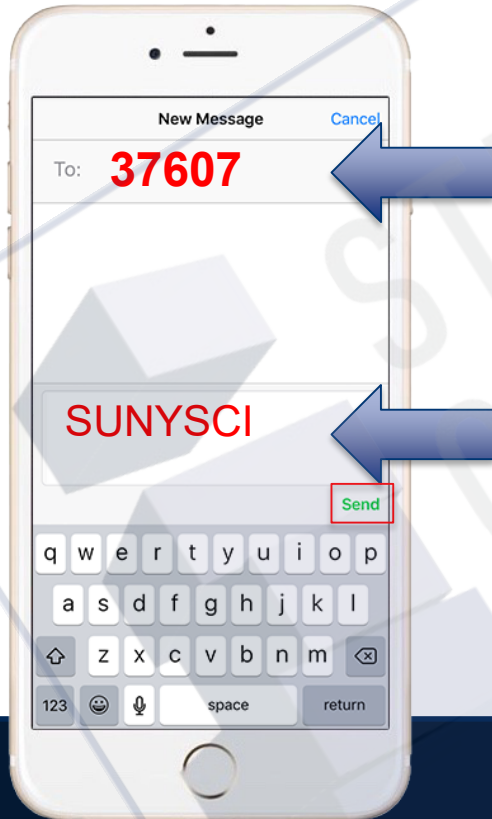 New Message Cancel
To: 37607
SUNYSCI
Send
q w e r t y u i o p
a s d f g h j k l
z x c v b n m
123 space return